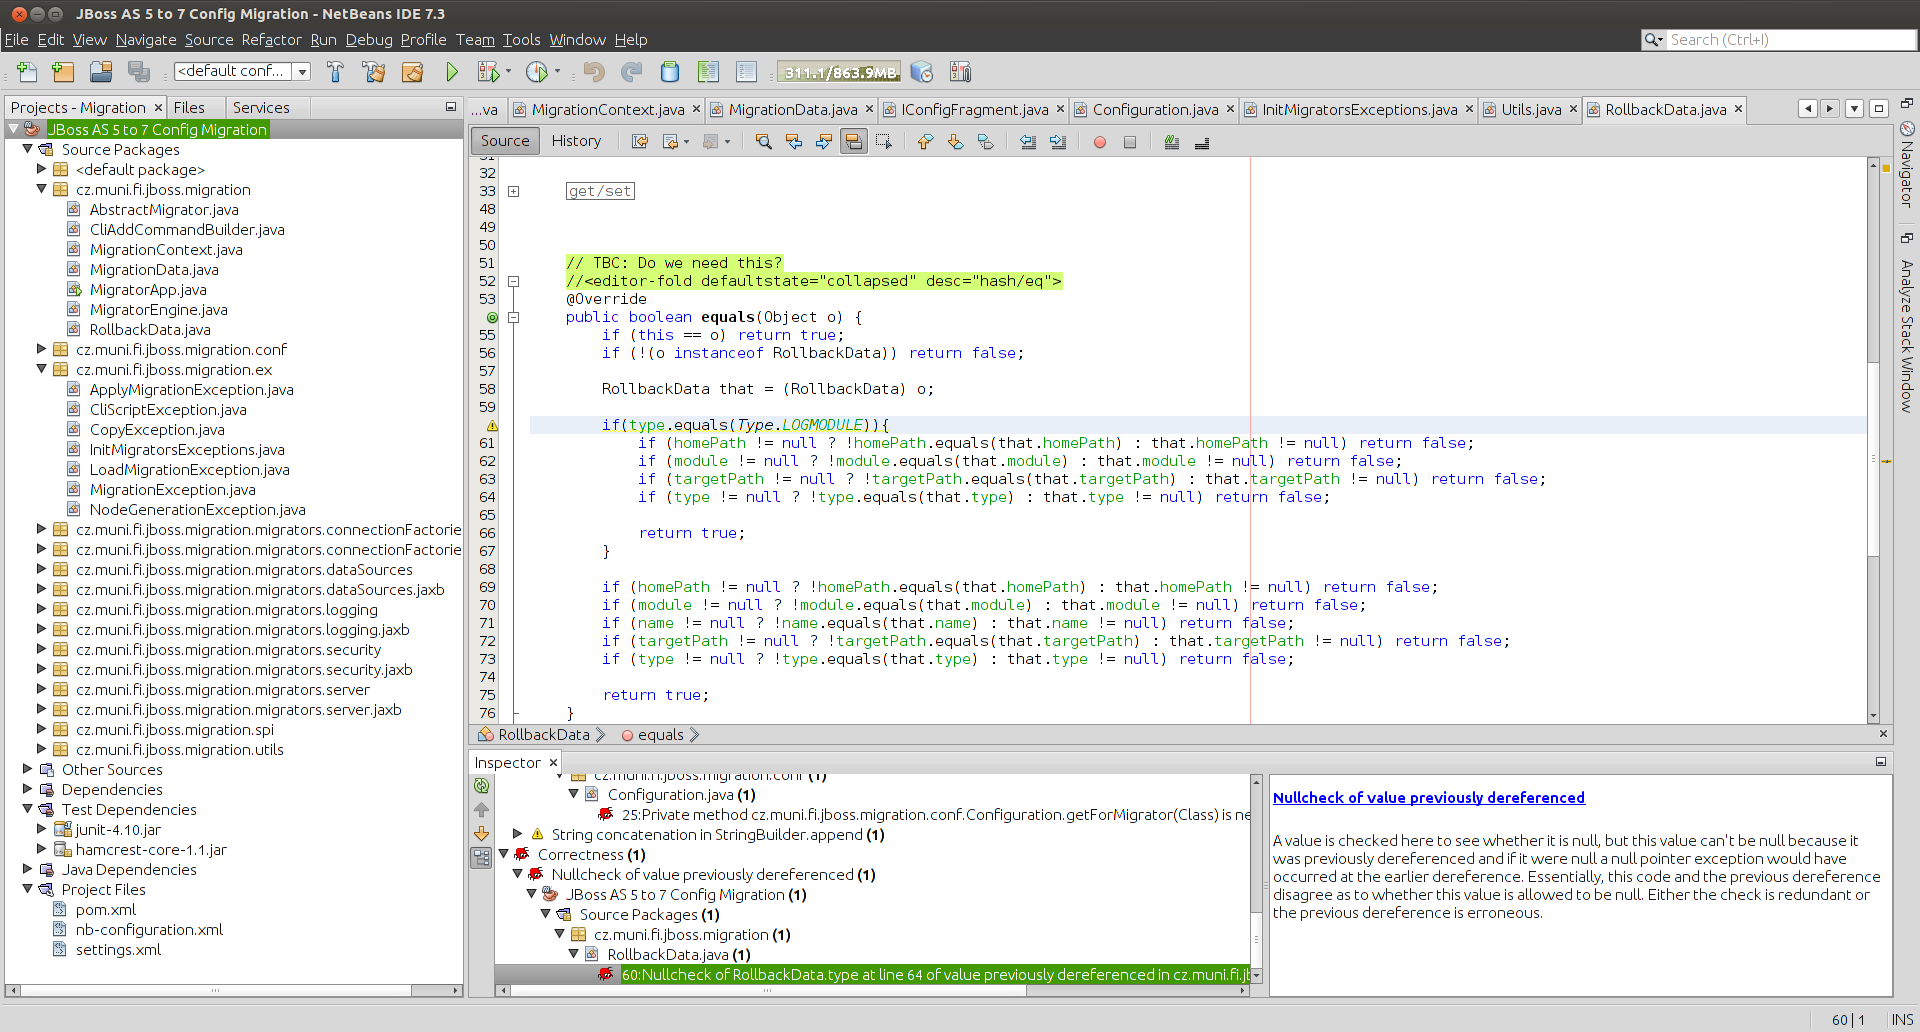 JBoss AS 5 to 7 Config Migration - NetBeans IDE 7.3
File Edit View Navigate Source Refactor Run Debug Profile Team Tools Window Help
Search (Ctrl+I)
<default conf...
311.1/863.9MB
Projects - Migration
Files
Services
JBoss AS 5 to 7 Config Migration
Source Packages
<default package>
cz.muni.fi.jboss.migration
AbstractMigrator.java
CliAddCommandBuilder.java
MigrationContext.java
MigrationData.java
MigratorApp.java
MigratorEngine.java
RollbackData.java
cz.muni.fi.jboss.migration.conf
cz.muni.fi.jboss.migration.ex
ApplyMigrationException.java
CliScriptException.java
CopyException.java
InitMigratorsExceptions.java
LoadMigrationException.java
MigrationException.java
NodeGenerationException.java
cz.muni.fi.jboss.migration.migrators.connectionFactorie
cz.muni.fi.jboss.migration.migrators.connectionFactorie
cz.muni.fi.jboss.migration.migrators.dataSources
cz.muni.fi.jboss.migration.migrators.dataSources.jaxb
cz.muni.fi.jboss.migration.migrators.logging
cz.muni.fi.jboss.migration.migrators.logging.jaxb
cz.muni.fi.jboss.migration.migrators.security
cz.muni.fi.jboss.migration.migrators.security.jaxb
cz.muni.fi.jboss.migration.migrators.server
cz.muni.fi.jboss.migration.migrators.server.jaxb
cz.muni.fi.jboss.migration.spi
cz.muni.fi.jboss.migration.utils
Other Sources
Dependencies
Test Dependencies
junit-4.10.jar
hamcrest-core-1.1.jar
Java Dependencies
Project Files
pom.xml
nb-configuration.xml
settings.xml
...va
MigrationContext.java
MigrationData.java
IConfigFragment.java
Configuration.java
InitMigratorsExceptions.java
Utils.java
RollbackData.java
Source
History
31
32
33 get/set
48
49
50
51 // TBC: Do we need this?
52 //<editor-fold defaultstate="collapsed" desc="hash/eq">
53 @Override
public boolean equals(Object o) {
55 if (this == o) return true;
56 if (!(o instanceof RollbackData)) return false;
57
58 RollbackData that = (RollbackData) o;
59
if(type.equals(Type.LOGMODULE)){
61 if (homePath != null ? !homePath.equals(that.homePath) : that.homePath != null) return false;
62 if (module != null ? !module.equals(that.module) : that.module != null) return false;
63 if (targetPath != null ? !targetPath.equals(that.targetPath) : that.targetPath != null) return false;
64 if (type != null ? !type.equals(that.type) : that.type != null) return false;
65
66 return true;
67 }
68
69 if (homePath != null ? !homePath.equals(that.homePath) : that.homePath != null) return false;
70 if (module != null ? !module.equals(that.module) : that.module != null) return false;
71 if (name != null ? !name.equals(that.name) : that.name != null) return false;
72 if (targetPath != null ? !targetPath.equals(that.targetPath) : that.targetPath != null) return false;
73 if (type != null ? !type.equals(that.type) : that.type != null) return false;
74
75 return true;
76 }
RollbackData
equals
Navigator
Analyze Stack Window
Inspector
cz.muni.fi.jboss.migration.conf (1)
Configuration.java (1)
25:Private method cz.muni.fi.jboss.migration.conf.Configuration.getForMigrator(Class) is ne
String concatenation in StringBuilder.append (1)
Correctness (1)
Nullcheck of value previously dereferenced (1)
JBoss AS 5 to 7 Config Migration (1)
Source Packages (1)
cz.muni.fi.jboss.migration (1)
RollbackData.java (1)
60:Nullcheck of RollbackData.type at line 64 of value previously dereferenced in cz.muni.fi.jb
Nullcheck of value previously dereferenced
A value is checked here to see whether it is null, but this value can't be null because it
was previously dereferenced and if it were null a null pointer exception would have
occurred at the earlier dereference. Essentially, this code and the previous dereference
disagree as to whether this value is allowed to be null. Either the check is redundant or
the previous dereference is erroneous.
60 | 1
INS